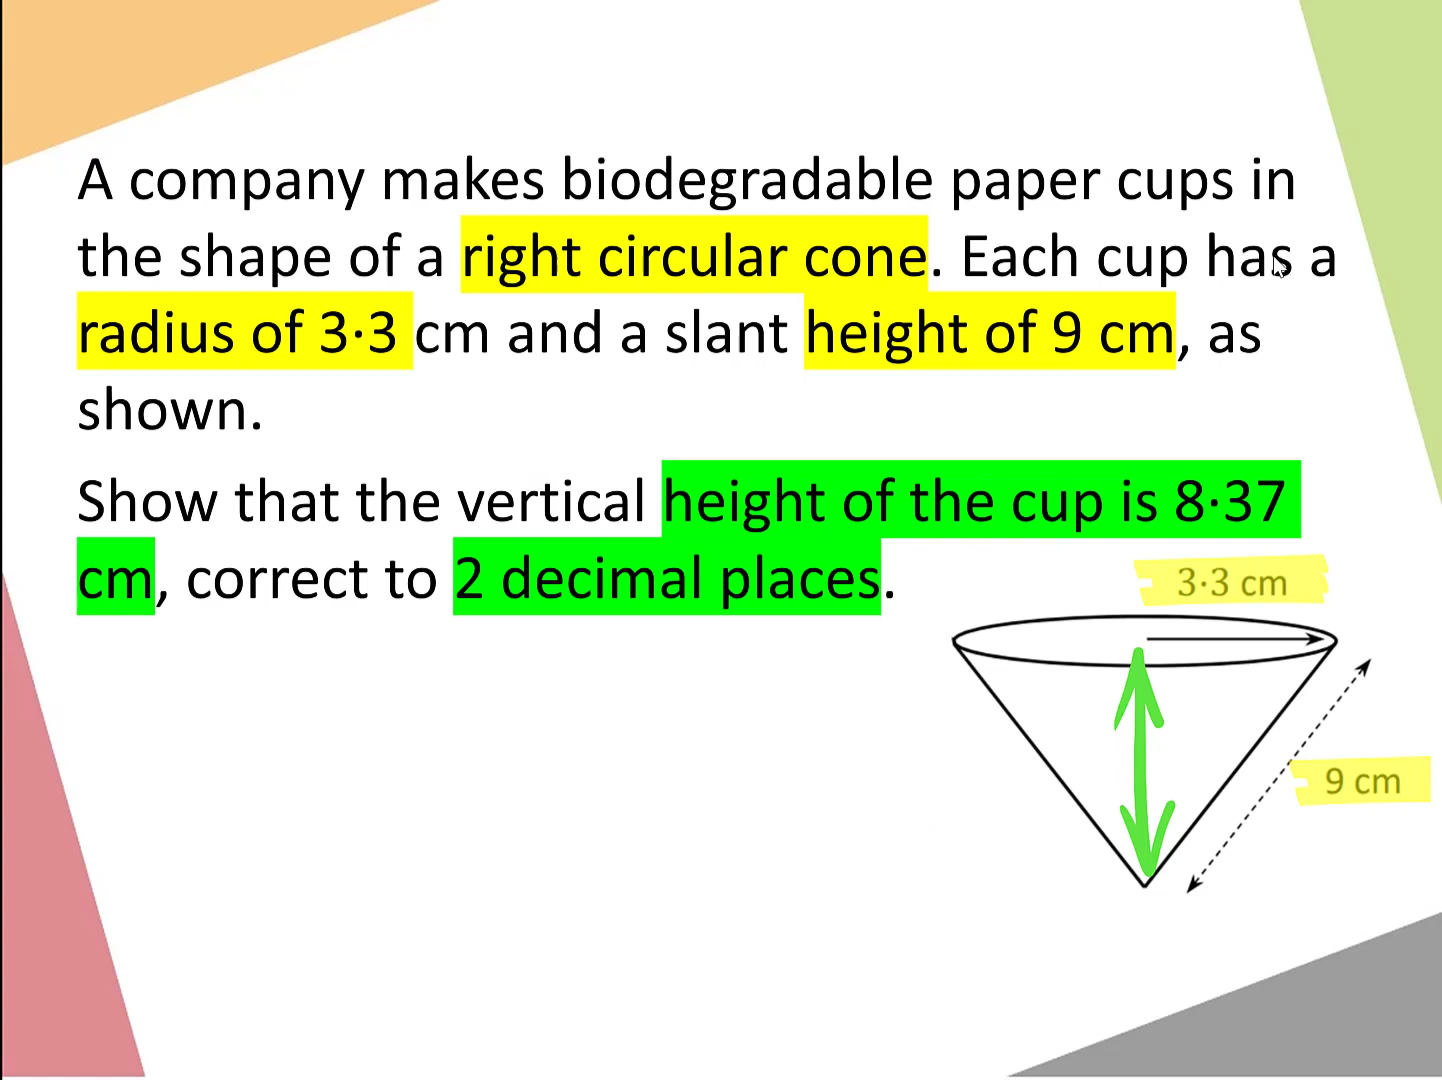 A company makes biodegradable paper cups in
the shape of a right circular cone. Each cup has a
radius of 3·3 cm and a slant height of 9 cm, as
shown.
Show that the vertical height of the cup is 8·37
cm, correct to 2 decimal places.
3·3 cm
9 cm